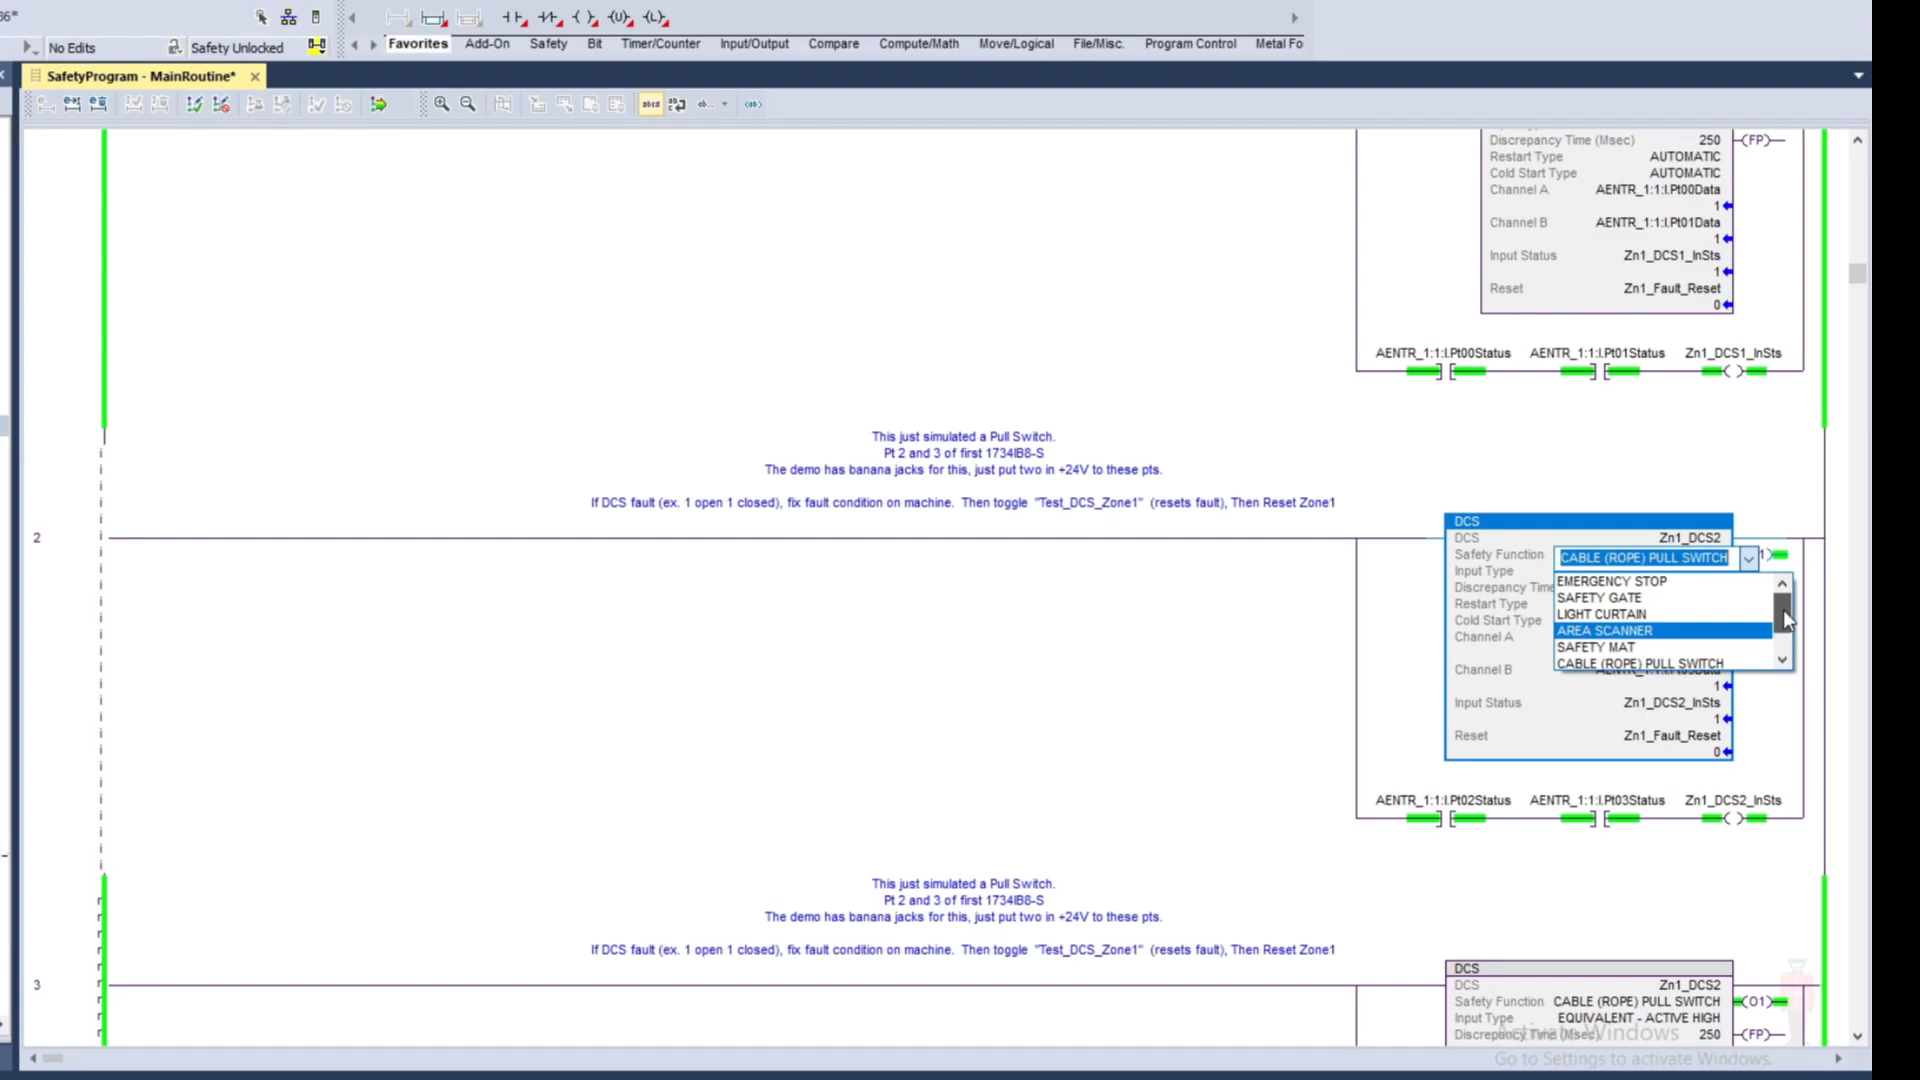 36*
No Edits
Safety Unlocked
Favorites Add-On Safety Bit Timer/Counter Input/Output Compare Compute/Math Move/Logical File/Misc. Program Control Metal Fo
SafetyProgram - MainRoutine*
Discrepancy Time (Msec) 250 (FP)
Restart Type AUTOMATIC
Cold Start Type AUTOMATIC
Channel A AENTR_1:1:I.Pt00Data
1
Channel B AENTR_1:1:I.Pt01Data
1
Input Status Zn1_DCS1_InSts
1
Reset Zn1_Fault_Reset
0
AENTR_1:1:I.Pt00Status AENTR_1:1:I.Pt01Status Zn1_DCS1_InSts
This just simulated a Pull Switch.
Pt 2 and 3 of first 1734IB8-S
The demo has banana jacks for this, just put two in +24V to these pts.
If DCS fault (ex. 1 open 1 closed), fix fault condition on machine. Then toggle "Test_DCS_Zone1" (resets fault), Then Reset Zone1
2
DCS
DCS Zn1_DCS2
Safety Function CABLE (ROPE) PULL SWITCH
Input Type
Discrepancy Time
Restart Type
Cold Start Type
Channel A
EMERGENCY STOP
SAFETY GATE
LIGHT CURTAIN
AREA SCANNER
SAFETY MAT
CABLE (ROPE) PULL SWITCH
Channel B
1
Input Status Zn1_DCS2_InSts
1
Reset Zn1_Fault_Reset
0
AENTR_1:1:I.Pt02Status AENTR_1:1:I.Pt03Status Zn1_DCS2_InSts
This just simulated a Pull Switch.
Pt 2 and 3 of first 1734IB8-S
The demo has banana jacks for this, just put two in +24V to these pts.
If DCS fault (ex. 1 open 1 closed), fix fault condition on machine. Then toggle "Test_DCS_Zone1" (resets fault), Then Reset Zone1
3
DCS
DCS Zn1_DCS2
Safety Function CABLE (ROPE) PULL SWITCH (O1)
Input Type EQUIVALENT - ACTIVE HIGH
Discrepancy Time (Msec) 250 (FP)
Activate Windows
Go to Settings to activate Windows.